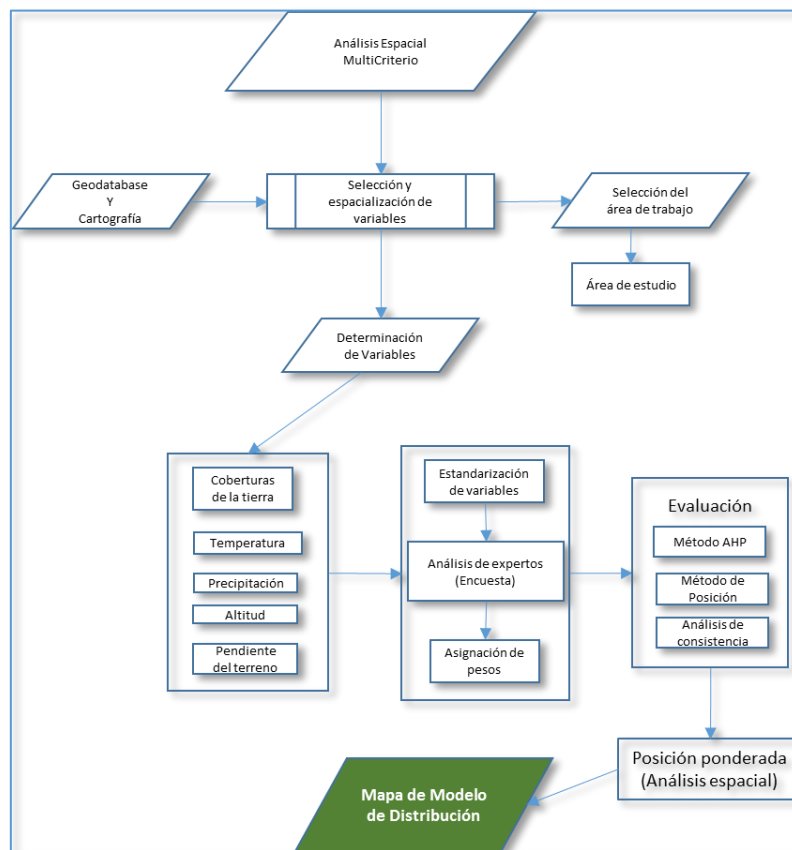 Análisis Espacial
MultiCriterio
Geodatabase
Y
Cartografía
Selección y
espacialización de
variables
Selección del
área de trabajo
Área de estudio
Determinación
de Variables
Coberturas
de la tierra
Temperatura
Precipitación
Altitud
Pendiente
del terreno
Estandarización
de variables
Análisis de expertos
(Encuesta)
Asignación de
pesos
Evaluación
Método AHP
Método de
Posición
Análisis de
consistencia
Posición ponderada
(Análisis espacial)
Mapa de Modelo
de Distribución